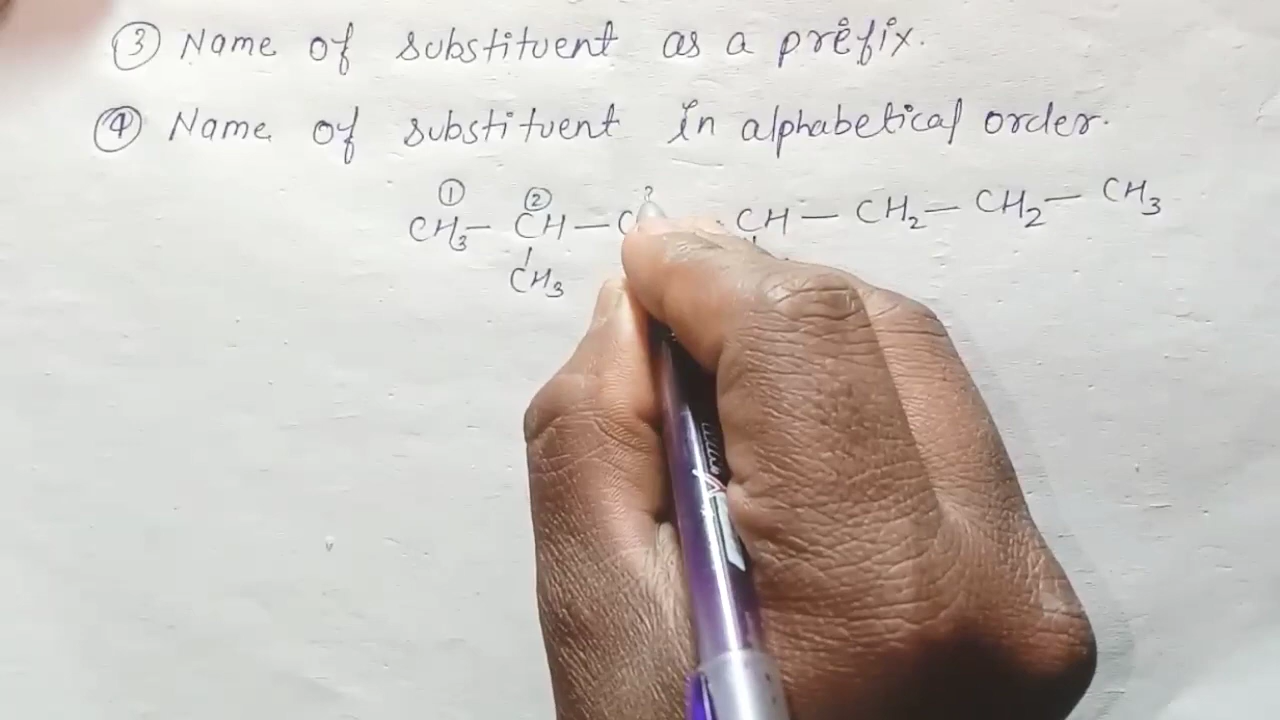 ③ Name of substituent as a prefix.
④ Name of substituent in alphabetical order.
① ②
CH₃ — CH — C CH — CH₂ — CH₂ — CH₃
CH₃